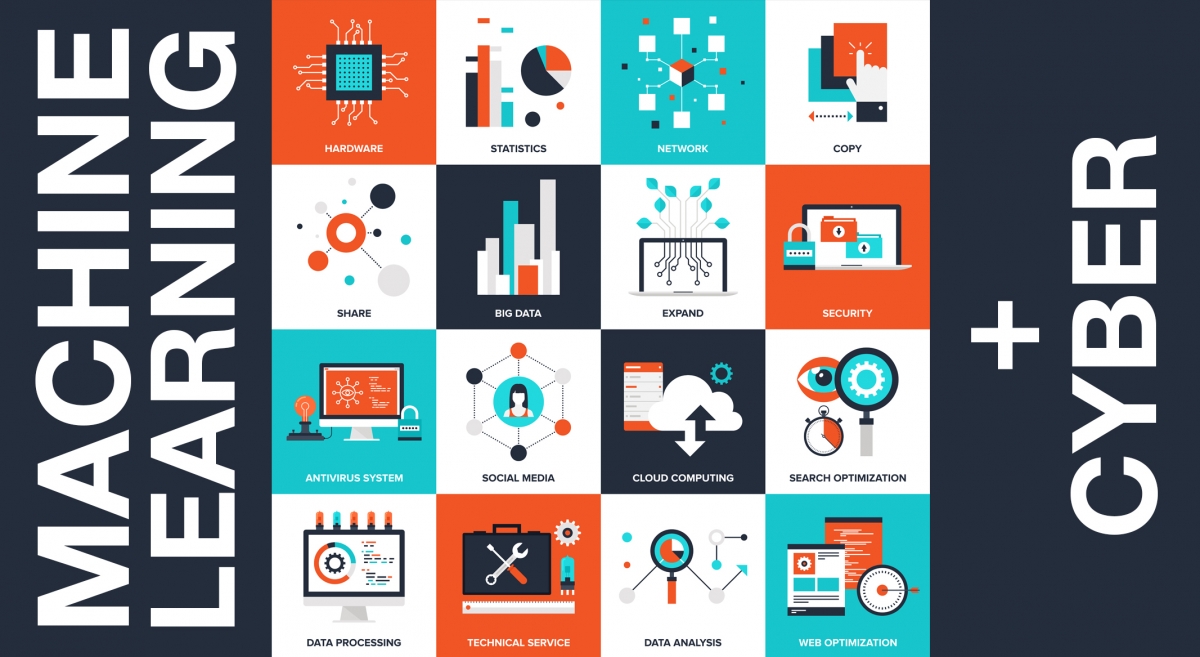 MACHINE
LEARNING
HARDWARE
STATISTICS
NETWORK
COPY
SHARE
BIG DATA
EXPAND
SECURITY
ANTIVIRUS SYSTEM
SOCIAL MEDIA
CLOUD COMPUTING
SEARCH OPTIMIZATION
DATA PROCESSING
TECHNICAL SERVICE
DATA ANALYSIS
WEB OPTIMIZATION
+
CYBER